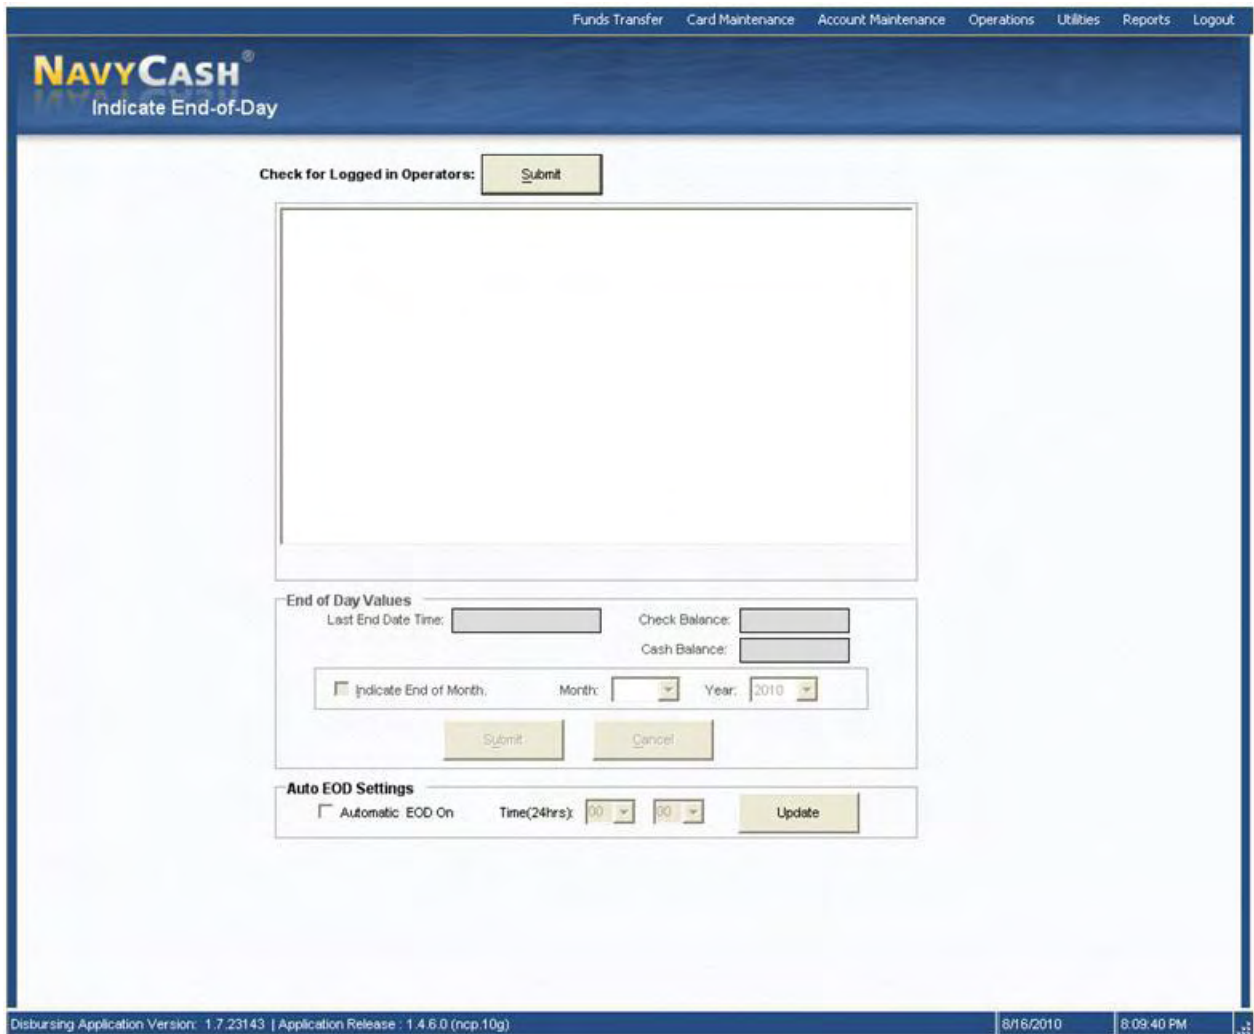 Funds Transfer Card Maintenance Account Maintenance Operations Utilities Reports Logout
NAVYCASH®
Indicate End-of-Day
Check for Logged in Operators: Submit
End of Day Values
Last End Date Time: Check Balance:
Cash Balance:
Indicate End of Month. Month: Year: 2010
Submit Cancel
Auto EOD Settings
Automatic EOD On Time(24hrs): 00 00 Update
Disbursing Application Version: 1.7.23143 | Application Release : 1.4.6.0 (ncp.10g) 8/16/2010 8:09:40 PM